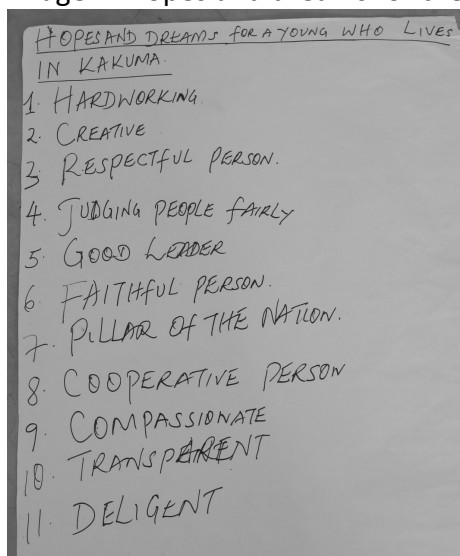 HOPES AND DREAMS FOR A YOUNG WHO LIVES
IN KAKUMA.
1. HARDWORKING
2. CREATIVE
3. RESPECTFUL PERSON.
4. JUDGING PEOPLE FAIRLY
5. GOOD LEADER
6. FAITHFUL PERSON.
7. PILLAR OF THE NATION.
8. COOPERATIVE PERSON
9. COMPASSIONATE
10. TRANSPARENT
11. DELIGENT